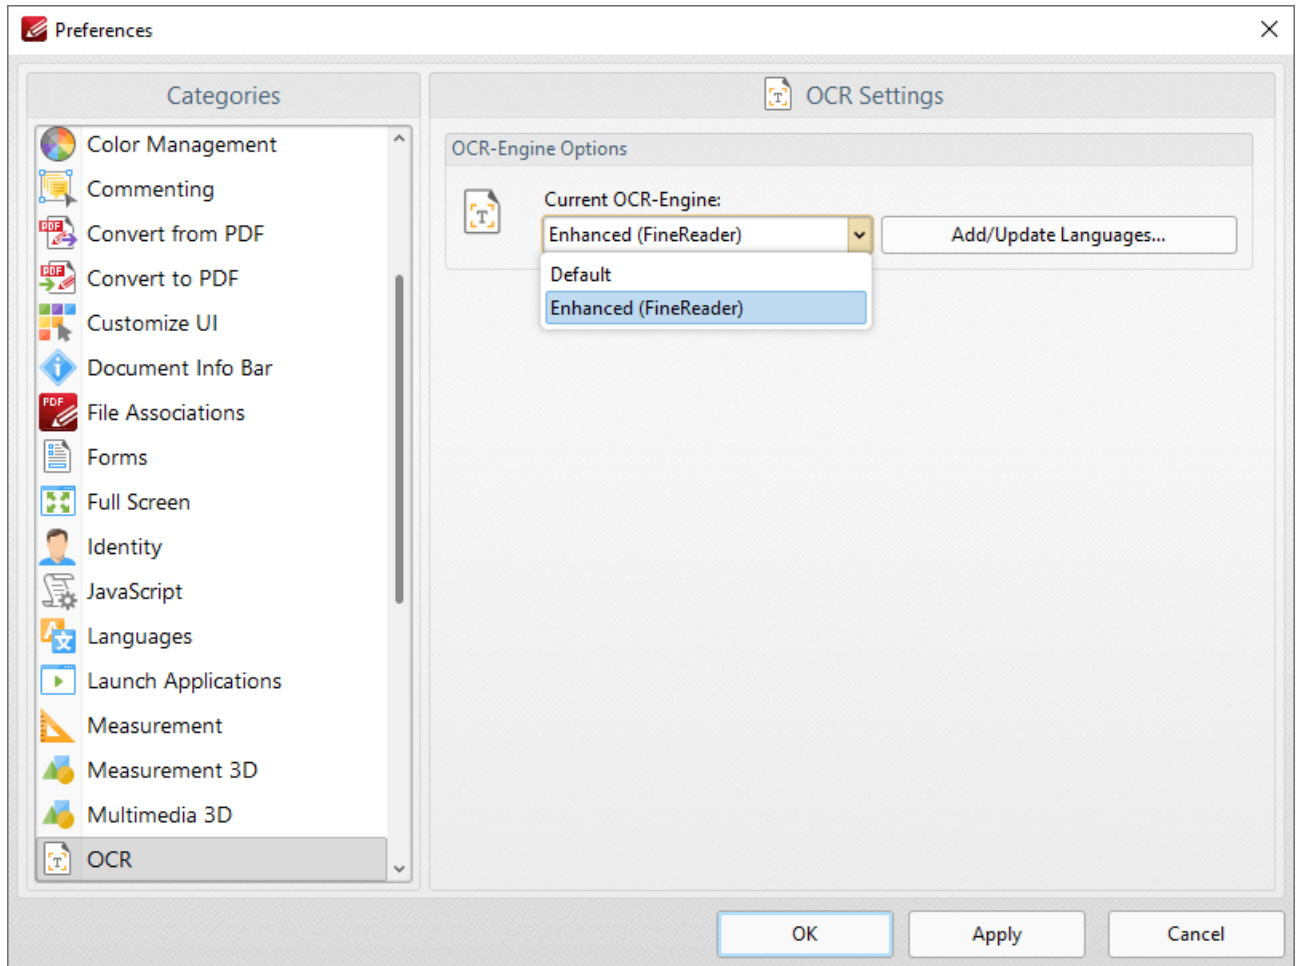 Preferences
Categories
Color Management
Commenting
Convert from PDF
Convert to PDF
Customize UI
Document Info Bar
File Associations
Forms
Full Screen
Identity
JavaScript
Languages
Launch Applications
Measurement
Measurement 3D
Multimedia 3D
OCR
OCR Settings
OCR-Engine Options
Current OCR-Engine:
Enhanced (FineReader)
Add/Update Languages...
Default
Enhanced (FineReader)
OK
Apply
Cancel